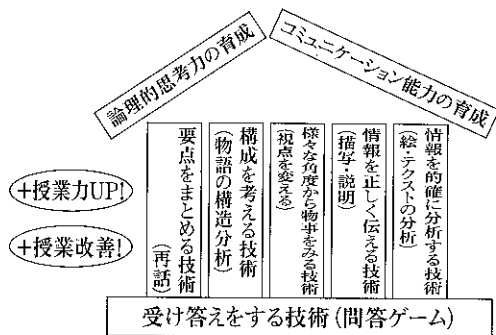 論理的思考力の育成
コミュニケーション能力の育成
情報を的確に分析する技術
(絵・テクストの分析)
情報を正しく伝える技術
(描写・説明)
様々な角度から物事をみる技術
(視点を変える)
構成を考える技術
(物語の構造分析)
要点をまとめる技術
(再話)
+授業力UP!
+授業改善!
受け答えをする技術(問答ゲーム)